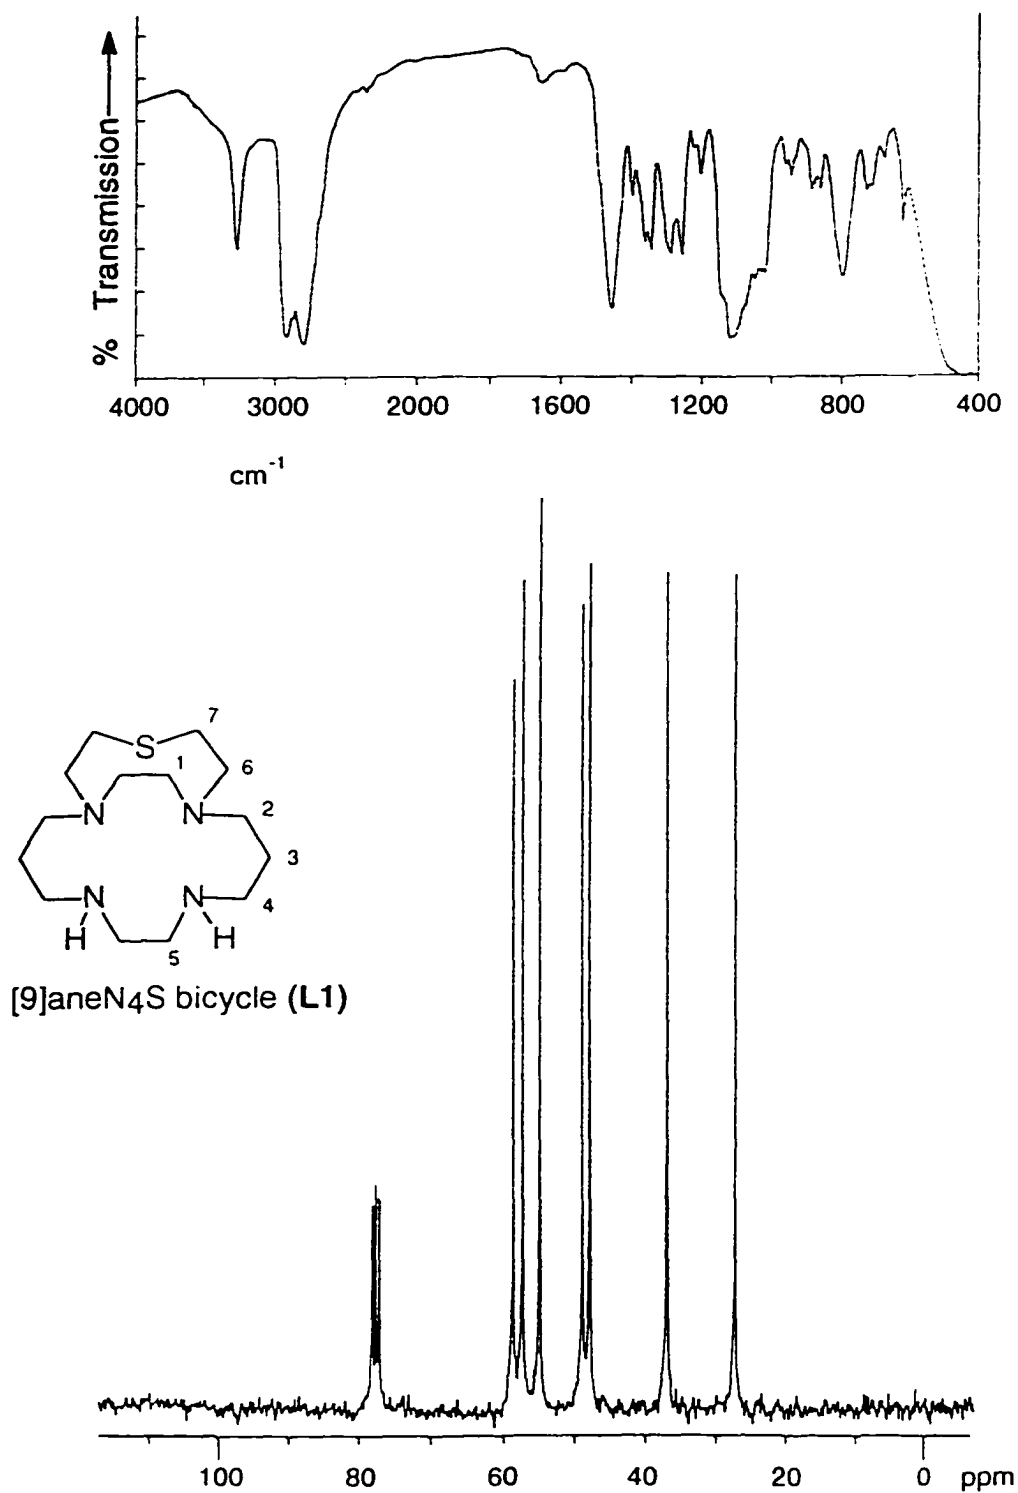 % Transmission
4000 3000 2000 1600 1200 800 400
cm-1
7
S
1
6
N N 2
3
N N 4
H H
5
[9]aneN4S bicycle (L1)
100 80 60 40 20 0 ppm